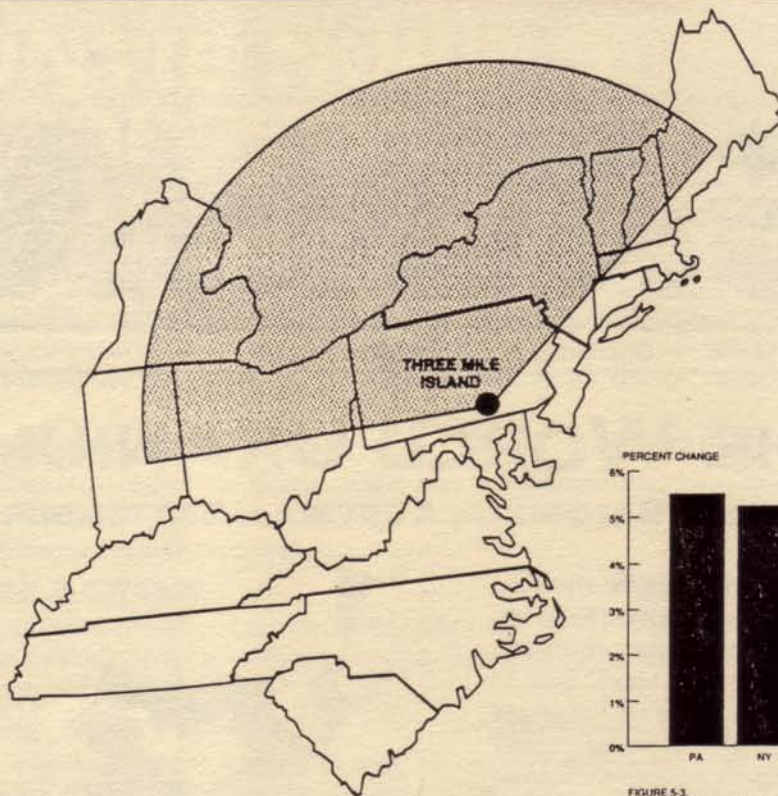 THREE MILE
ISLAND
PERCENT CHANGE
6%
5%
4%
3%
2%
1%
0%
PA NY
FIGURE 5-3.